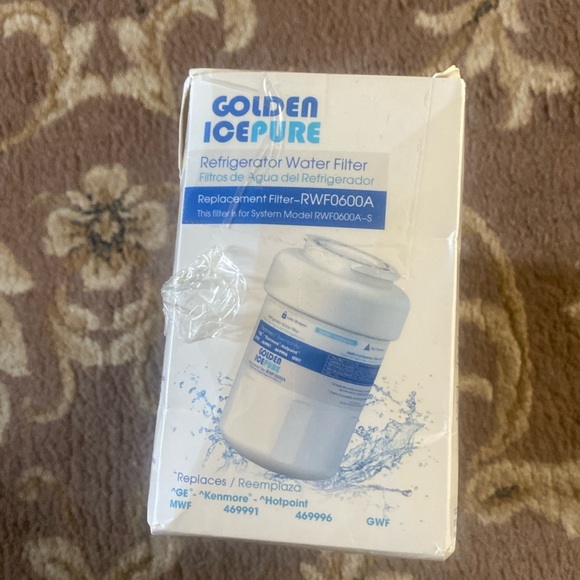 GOLDEN
ICEPURE
Refrigerator Water Filter
Filtros de Agua del Refrigerador
Replacement Filter-RWF0600A
This filter is for System Model RWF0600A-S
GOLDEN
ICEPURE
*Replaces / Reemplaza
^GE^ - ^Kenmore^ - ^Hotpoint
MWF 469991 469996 GWF